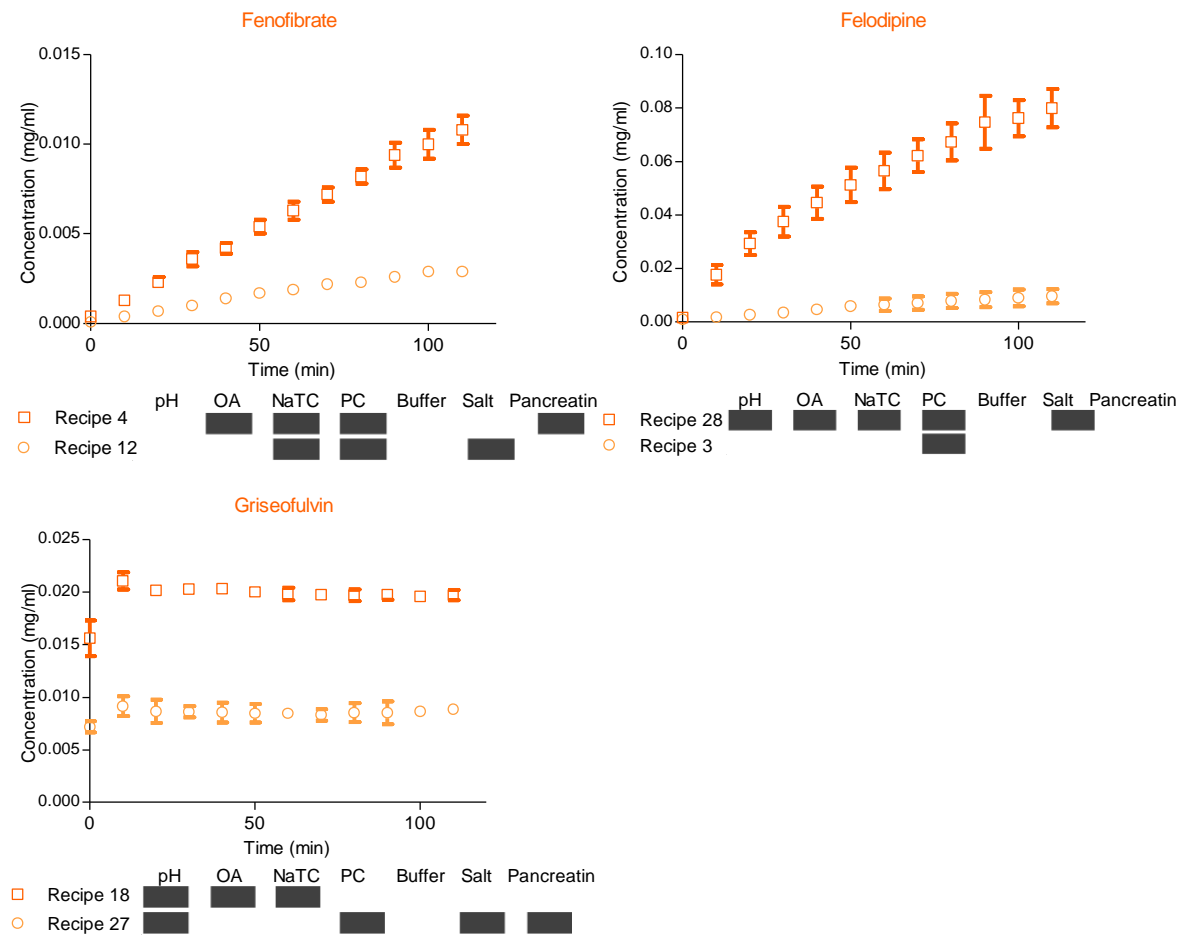 Fenofibrate
Concentration (mg/ml)
0.015
0.010
0.005
0.000
0 50 100
Time (min)
pH OA NaTC PC Buffer Salt Pancreatin
Recipe 4
Recipe 12
Felodipine
Concentration (mg/ml)
0.10
0.08
0.06
0.04
0.02
0.00
0 50 100
Time (min)
pH OA NaTC PC Buffer Salt Pancreatin
Recipe 28
Recipe 3
Griseofulvin
Concentration (mg/ml)
0.025
0.020
0.015
0.010
0.005
0.000
0 50 100
Time (min)
pH OA NaTC PC Buffer Salt Pancreatin
Recipe 18
Recipe 27